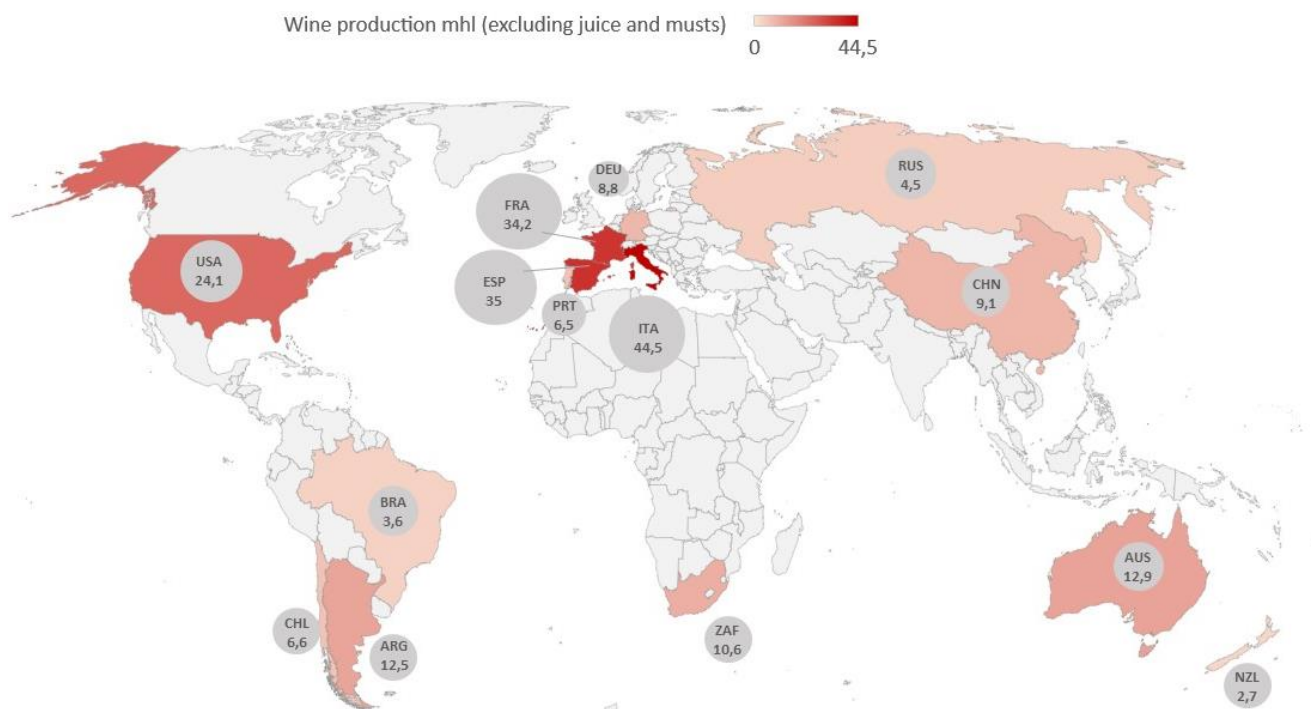 Wine production mhl (excluding juice and musts)
0 44,5
DEU
8,8
RUS
4,5
FRA
34,2
USA
24,1
ESP
35
CHN
9,1
PRT
6,5
ITA
44,5
BRA
3,6
AUS
12,9
CHL
6,6
ARG
12,5
ZAF
10,6
NZL
2,7